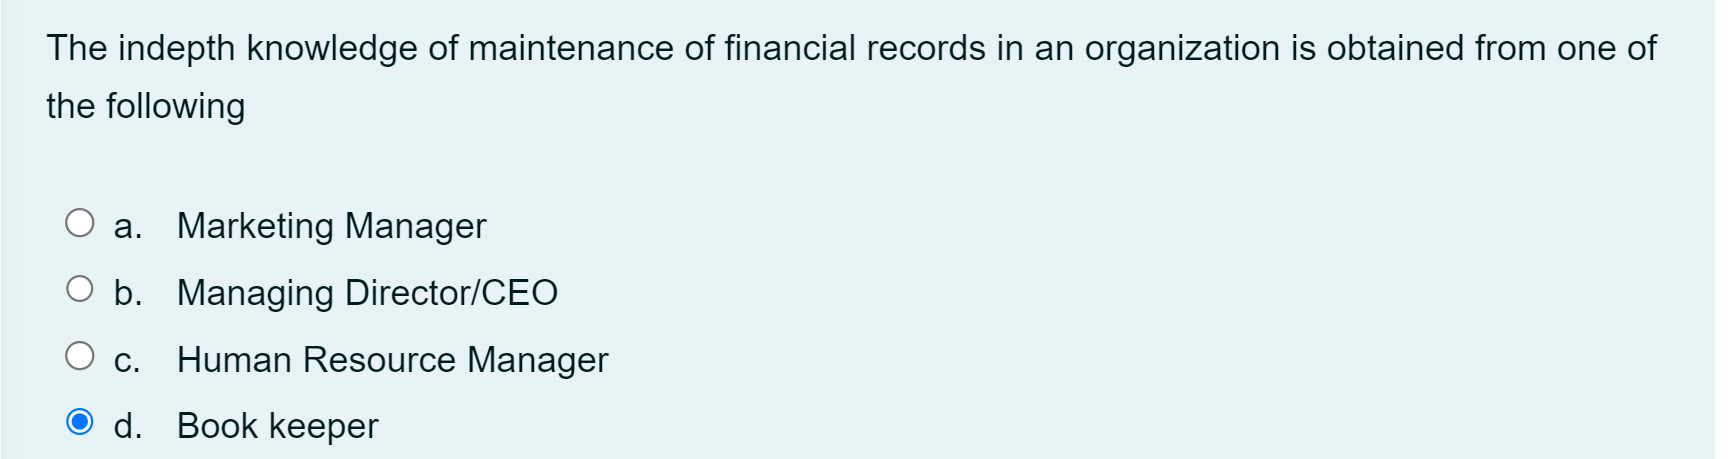 The indepth knowledge of maintenance of financial records in an organization is obtained from one of
the following
a. Marketing Manager
b. Managing Director/CEO
c. Human Resource Manager
d. Book keeper